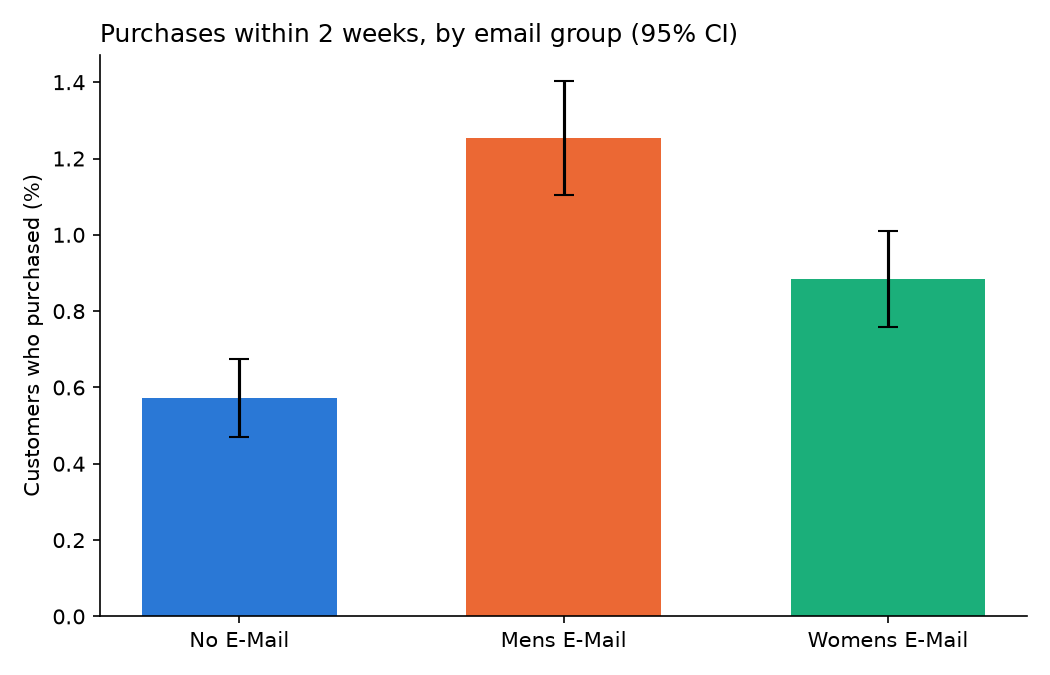 Purchases within 2 weeks, by email group (95% CI)
Customers who purchased (%)
1.4
1.2
1.0
0.8
0.6
0.4
0.2
0.0
No E-Mail
Mens E-Mail
Womens E-Mail